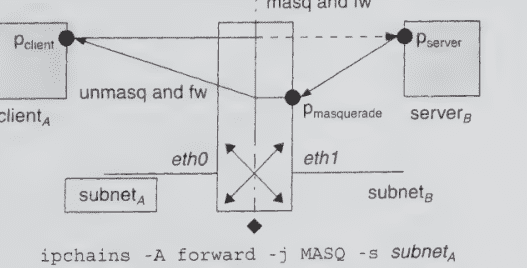 masq and fw
Pclient
Pserver
unmasq and fw
Pmasquerade
clientA
serverB
eth0
eth1
subnetA
subnetB
ipchains -A forward -j MASQ -s subnetA